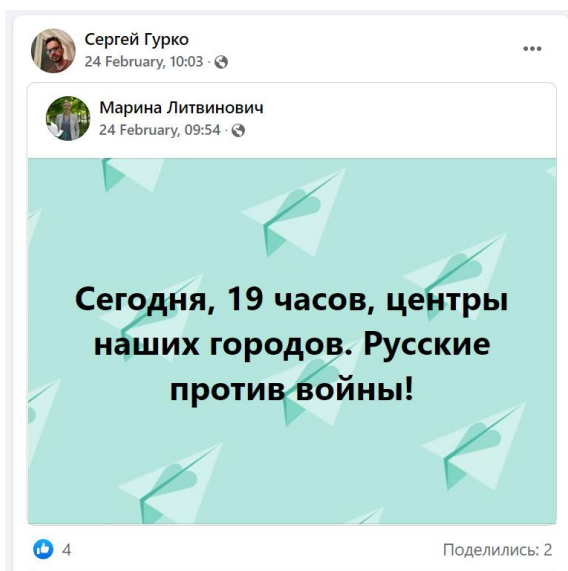 Сергей Гурко
24 February, 10:03 ·
Марина Литвинович
24 February, 09:54 ·
Сегодня, 19 часов, центры
наших городов. Русские
против войны!
4
Поделились: 2